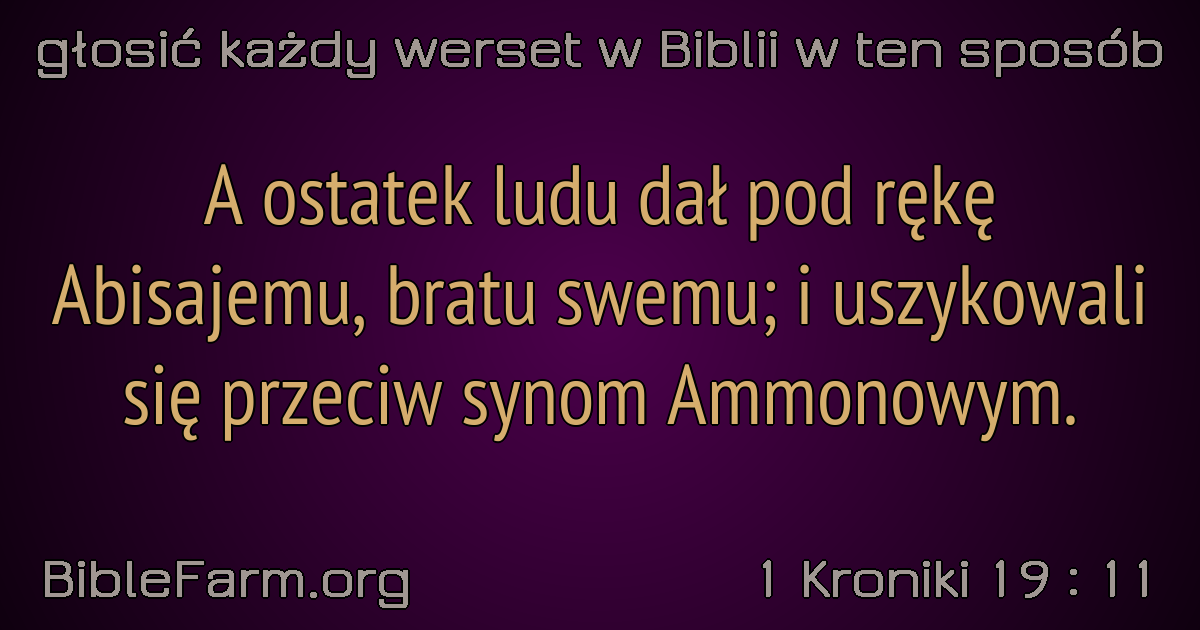 głosić każdy werset w Biblii w ten sposób
A ostatek ludu dał pod rękę
Abisajemu, bratu swemu; i uszykowali
się przeciw synom Ammonowym.
BibleFarm.org
1 Kroniki 19 : 11